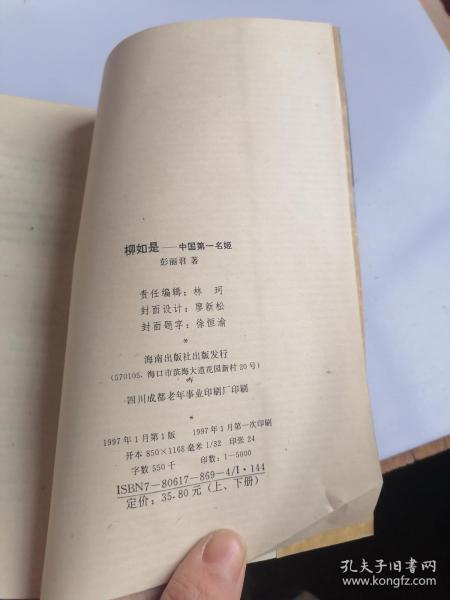 柳如是——中国第一名姬
彭丽君 著
责任编辑：林 珂
封面设计：廖新松
封面题字：徐恒渝
*
海南出版社出版发行
(570105. 海口市滨海大道花园新村20号)
*
四川成都老年事业印刷厂印刷
1997年1月第1版 1997年1月第一次印刷
开本 850×1168毫米 1/32 印张 24
字数 550千 印数：1—5000
ISBN7—80617—869—4/I·144
定价：35.80元（上、下册）
孔夫子旧书网
www.kongfz.com